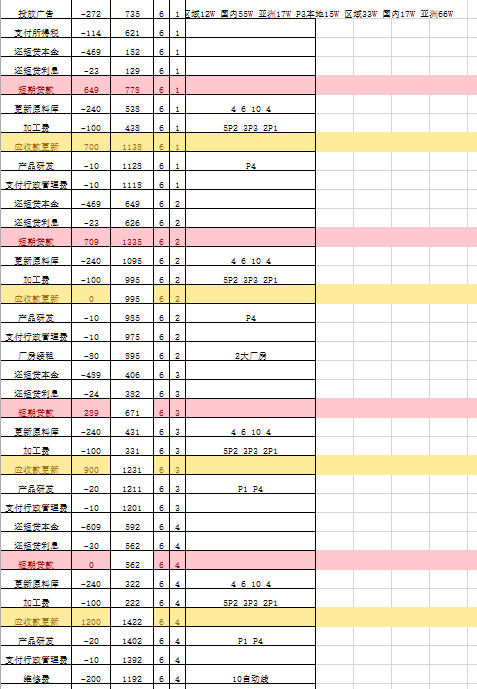 投放广告 -272 735 6 1 区域12W 国内55W 亚洲17W P3本地15W 区域33W 国内17W 亚洲66W
支付所得税 -114 621 6 1
还短贷本金 -469 152 6 1
还短贷利息 -23 129 6 1
短期贷款 649 778 6 1
更新原料库 -240 538 6 1 4 6 10 4
加工费 -100 438 6 1 5P2 3P3 2P1
应收款更新 700 1138 6 1
产品研发 -10 1128 6 1 P4
支付行政管理费 -10 1118 6 1
还短贷本金 -469 649 6 2
还短贷利息 -23 626 6 2
短期贷款 709 1335 6 2
更新原料库 -240 1095 6 2 4 6 10 4
加工费 -100 995 6 2 5P2 3P3 2P1
应收款更新 0 995 6 2
产品研发 -10 985 6 2 P4
支付行政管理费 -10 975 6 2
厂房续租 -80 895 6 2 2大厂房
还短贷本金 -489 406 6 3
还短贷利息 -24 382 6 3
短期贷款 289 671 6 3
更新原料库 -240 431 6 3 4 6 10 4
加工费 -100 331 6 3 5P2 3P3 2P1
应收款更新 900 1231 6 3
产品研发 -20 1211 6 3 P1 P4
支付行政管理费 -10 1201 6 3
还短贷本金 -609 592 6 4
还短贷利息 -30 562 6 4
短期贷款 0 562 6 4
更新原料库 -240 322 6 4 4 6 10 4
加工费 -100 222 6 4 5P2 3P3 2P1
应收款更新 1200 1422 6 4
产品研发 -20 1402 6 4 P1 P4
支付行政管理费 -10 1392 6 4
维修费 -200 1192 6 4 10自动线